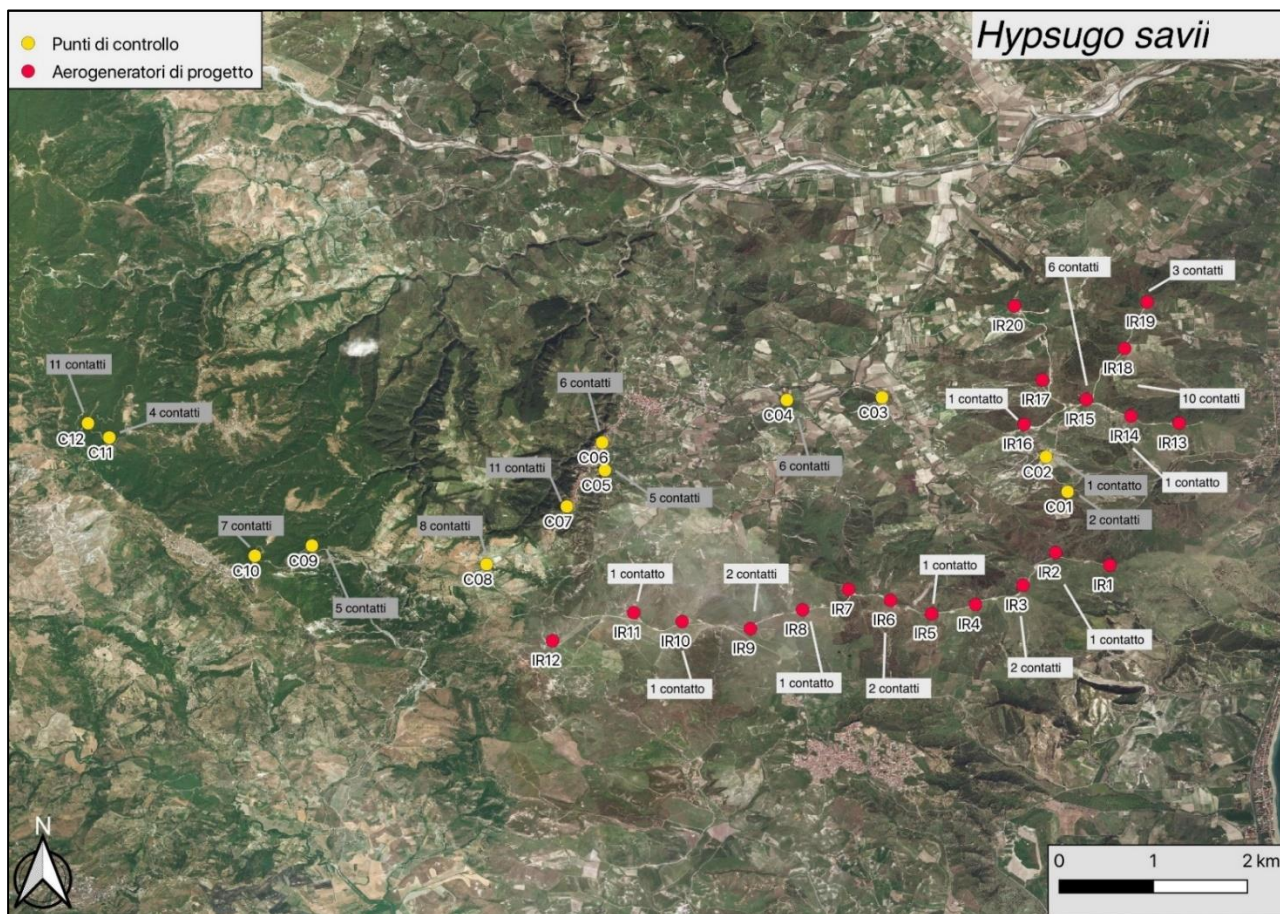 Punti di controllo
Aerogeneratori di progetto
Hypsugo savii
6 contatti
3 contatti
IR20
IR19
IR18
11 contatti
6 contatti
10 contatti
4 contatti
1 contatto
IR17
C04
C03
IR15
IR14
IR13
C12
C11
IR16
C06
11 contatti
6 contatti
C02
1 contatto
1 contatto
C05
5 contatti
C01
2 contatti
7 contatti
8 contatti
C07
C10
C09
C08
IR2
IR1
1 contatto
2 contatti
1 contatto
IR7
IR3
5 contatti
IR11
IR6
IR5
IR4
IR12
IR10
IR9
IR8
1 contatto
2 contatti
1 contatto
1 contatto
2 contatti
N
0 1 2 km